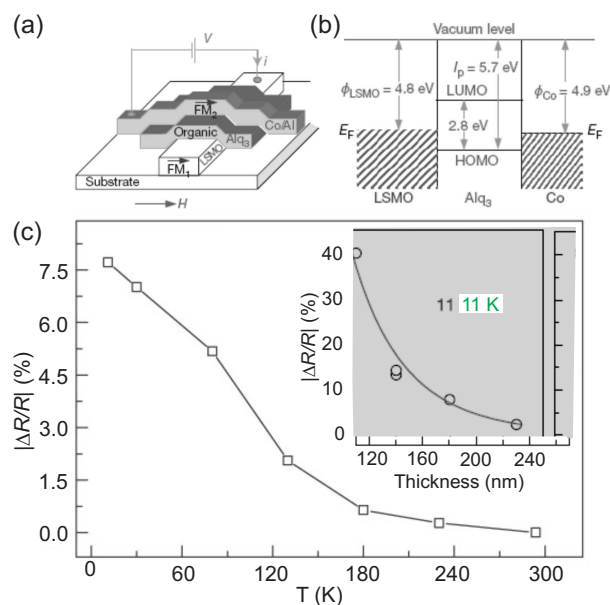 (a)
V
i
FM₂
Organic
Co/Al
Alq₃
LSMO
FM₁
Substrate
H
(b)
Vacuum level
Iₚ = 5.7 eV
ϕLSMO = 4.8 eV
ϕCo = 4.9 eV
LUMO
2.8 eV
E_F
E_F
HOMO
LSMO
Alq₃
Co
(c)
|ΔR/R| (%)
7.5
6.0
4.5
3.0
1.5
0.0
0
60
120
180
240
300
T (K)
|ΔR/R| (%)
40
30
20
10
0
11 11 K
120
160
200
240
Thickness (nm)